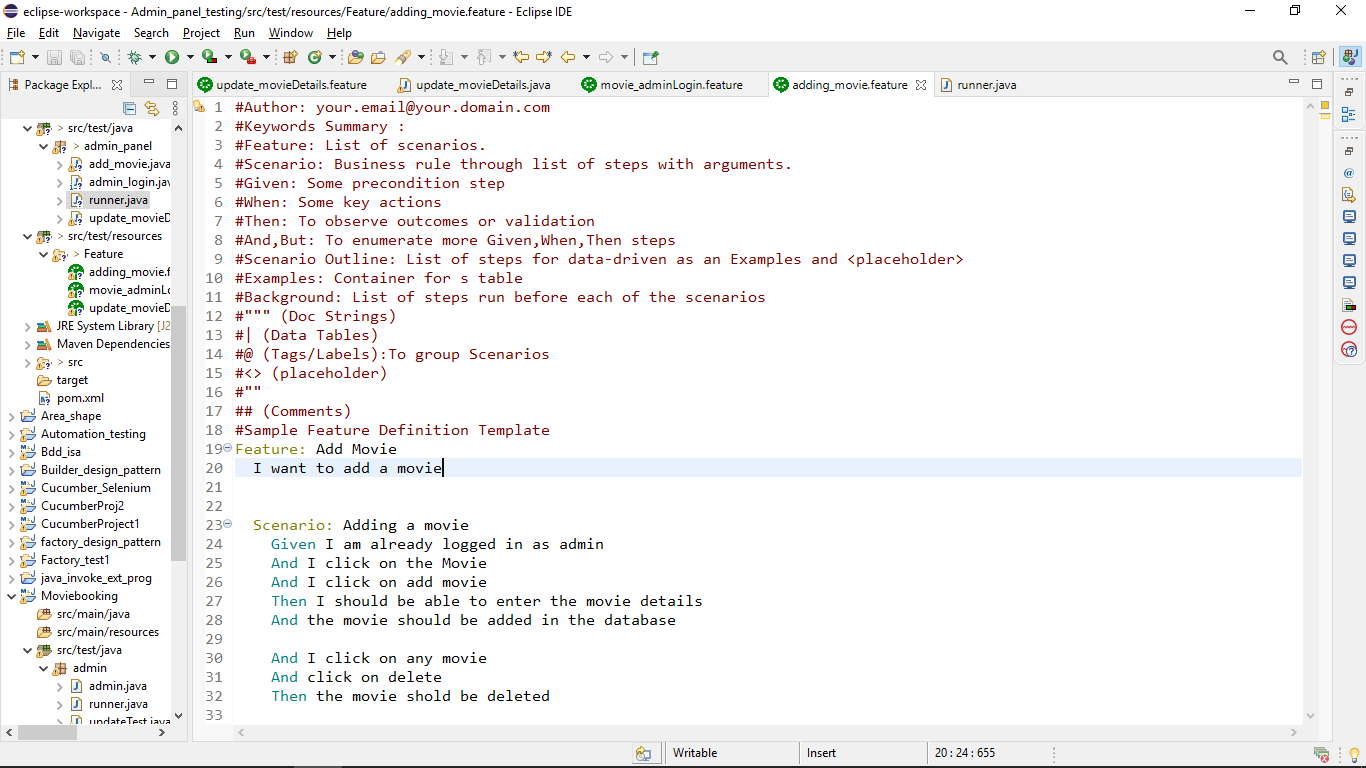 eclipse-workspace - Admin_panel_testing/src/test/resources/Feature/adding_movie.feature - Eclipse IDE
File Edit Navigate Search Project Run Window Help
Package Expl...
update_movieDetails.feature
update_movieDetails.java
movie_adminLogin.feature
adding_movie.feature
runner.java
> src/test/java
> admin_panel
add_movie.java
admin_login.jav
runner.java
update_movieD
> src/test/resources
> Feature
adding_movie.f
movie_adminLo
update_movieD
JRE System Library [J2
Maven Dependencies
> src
target
pom.xml
Area_shape
Automation_testing
Bdd_isa
Builder_design_pattern
Cucumber_Selenium
CucumberProj2
CucumberProject1
factory_design_pattern
Factory_test1
java_invoke_ext_prog
Moviebooking
src/main/java
src/main/resources
src/test/java
admin
admin.java
runner.java
updateTest.java
1 #Author: your.email@your.domain.com
2 #Keywords Summary :
3 #Feature: List of scenarios.
4 #Scenario: Business rule through list of steps with arguments.
5 #Given: Some precondition step
6 #When: Some key actions
7 #Then: To observe outcomes or validation
8 #And,But: To enumerate more Given,When,Then steps
9 #Scenario Outline: List of steps for data-driven as an Examples and <placeholder>
10 #Examples: Container for s table
11 #Background: List of steps run before each of the scenarios
12 #""" (Doc Strings)
13 #| (Data Tables)
14 #@ (Tags/Labels):To group Scenarios
15 #<> (placeholder)
16 #""
17 ## (Comments)
18 #Sample Feature Definition Template
19 Feature: Add Movie
20 I want to add a movie
21
22
23 Scenario: Adding a movie
24 Given I am already logged in as admin
25 And I click on the Movie
26 And I click on add movie
27 Then I should be able to enter the movie details
28 And the movie should be added in the database
29
30 And I click on any movie
31 And click on delete
32 Then the movie shold be deleted
33
Writable
Insert
20 : 24 : 655